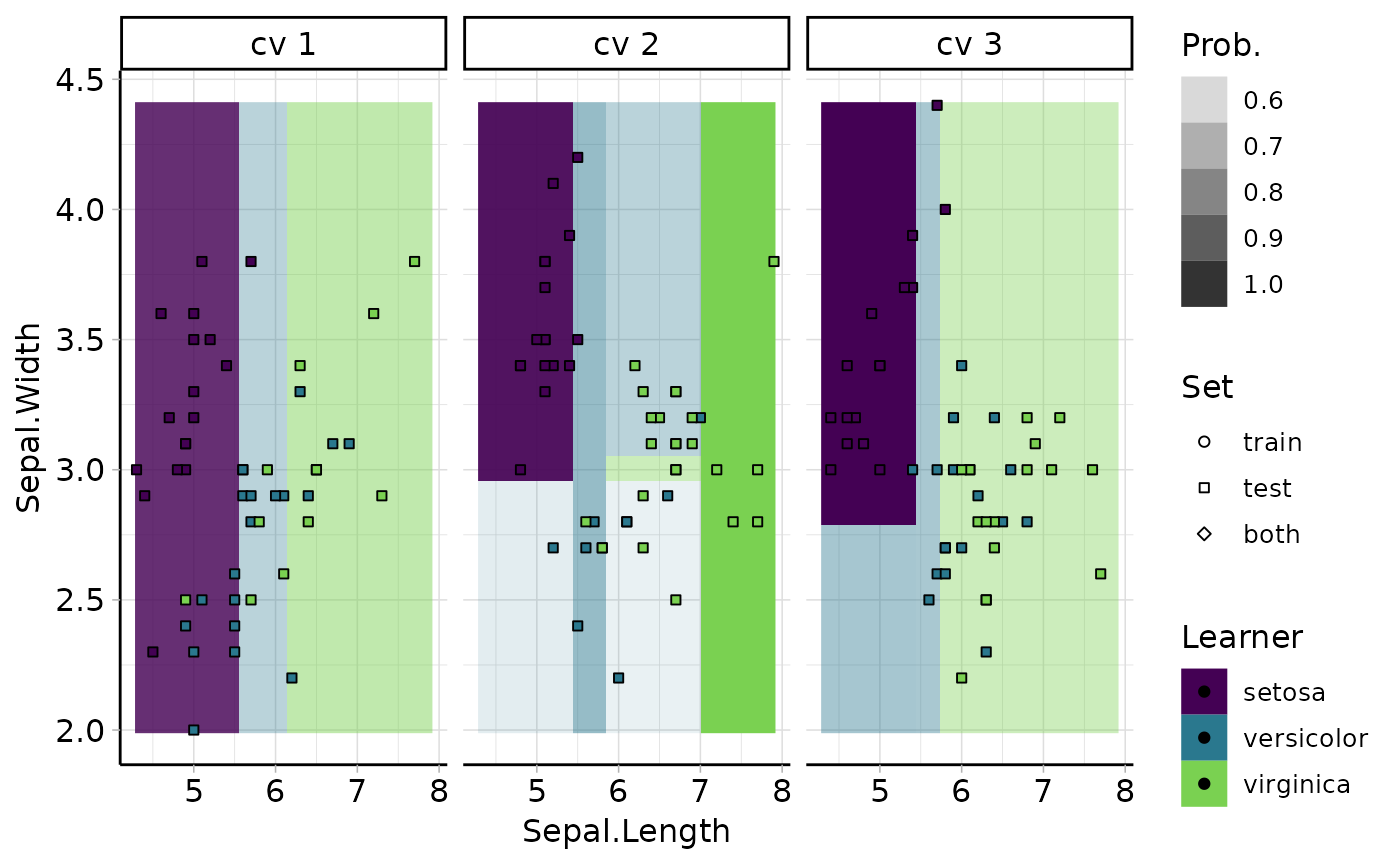 cv 1 cv 2 cv 3
4.5
4.0
3.5
3.0
2.5
2.0
Sepal.Width
5 6 7 8 5 6 7 8 5 6 7 8
Sepal.Length
Prob.
0.6
0.7
0.8
0.9
1.0
Set
train
test
both
Learner
setosa
versicolor
virginica